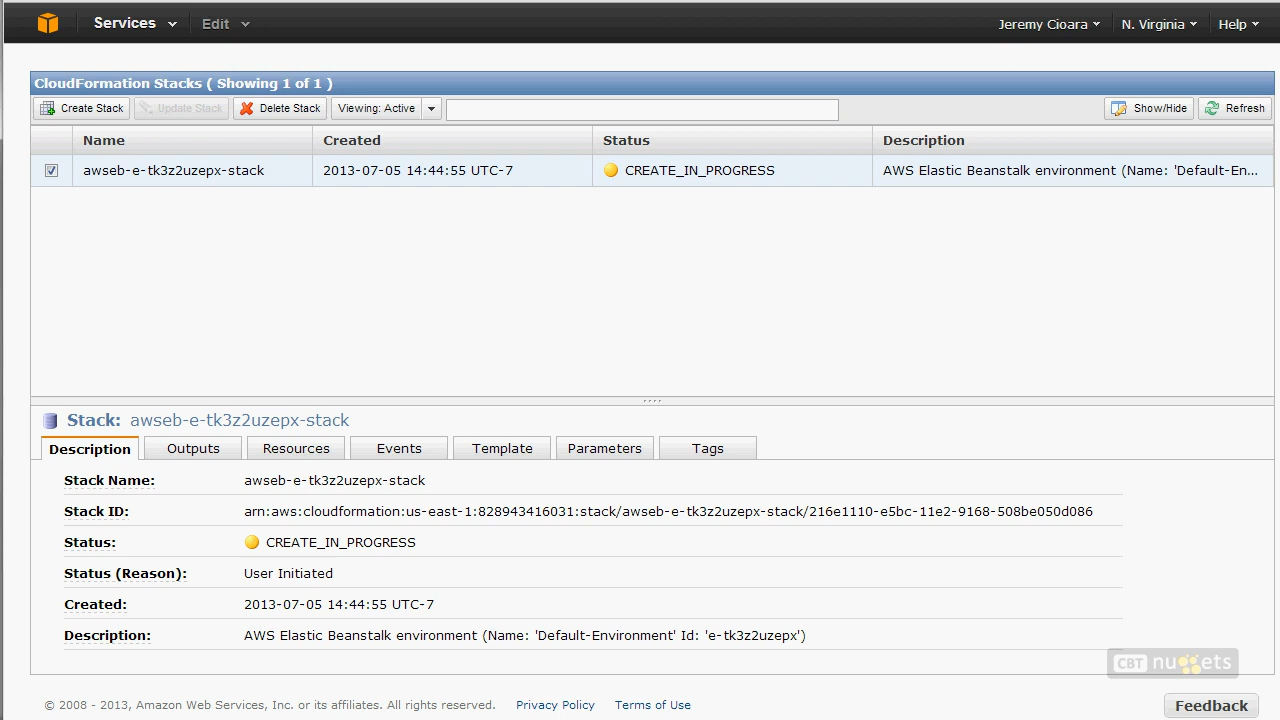 Services Edit Jeremy Cioara N. Virginia Help
CloudFormation Stacks ( Showing 1 of 1 )
Create Stack Update Stack Delete Stack Viewing: Active Show/Hide Refresh
Name Created Status Description
awseb-e-tk3z2uzepx-stack 2013-07-05 14:44:55 UTC-7 CREATE_IN_PROGRESS AWS Elastic Beanstalk environment (Name: 'Default-En...
Stack: awseb-e-tk3z2uzepx-stack
Description Outputs Resources Events Template Parameters Tags
Stack Name: awseb-e-tk3z2uzepx-stack
Stack ID: arn:aws:cloudformation:us-east-1:828943416031:stack/awseb-e-tk3z2uzepx-stack/216e1110-e5bc-11e2-9168-508be050d086
Status: CREATE_IN_PROGRESS
Status (Reason): User Initiated
Created: 2013-07-05 14:44:55 UTC-7
Description: AWS Elastic Beanstalk environment (Name: 'Default-Environment' Id: 'e-tk3z2uzepx')
CBT nuggets
© 2008 - 2013, Amazon Web Services, Inc. or its affiliates. All rights reserved. Privacy Policy Terms of Use Feedback